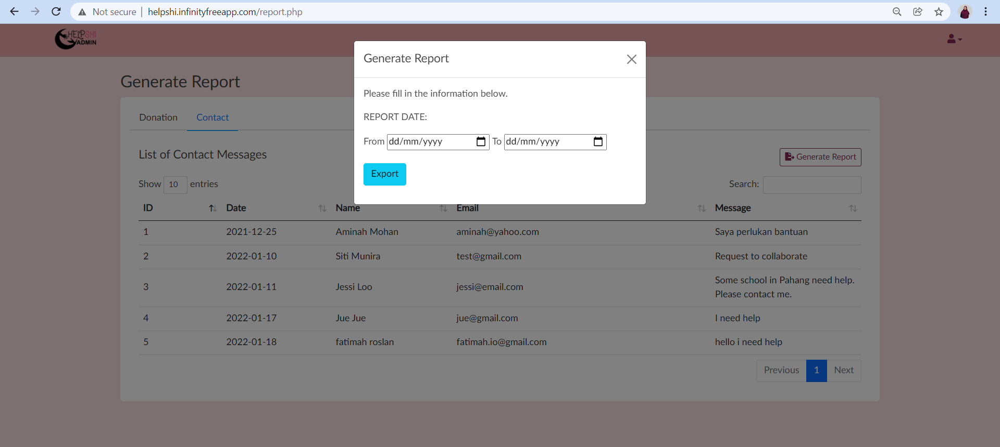 Not secure | helpshi.infinityfreeapp.com/report.php
HELPSHI
ADMIN
Generate Report
Please fill in the information below.
REPORT DATE:
From dd/mm/yyyy To dd/mm/yyyy
Export
Generate Report
Donation Contact
List of Contact Messages
Generate Report
Show 10 entries
Search:
ID Date Name Email Message
1 2021-12-25 Aminah Mohan aminah@yahoo.com Saya perlukan bantuan
2 2022-01-10 Siti Munira test@gmail.com Request to collaborate
3 2022-01-11 Jessi Loo jessi@email.com Some school in Pahang need help.
Please contact me.
4 2022-01-17 Jue Jue jue@gmail.com I need help
5 2022-01-18 fatimah roslan fatimah.io@gmail.com hello i need help
Previous 1 Next